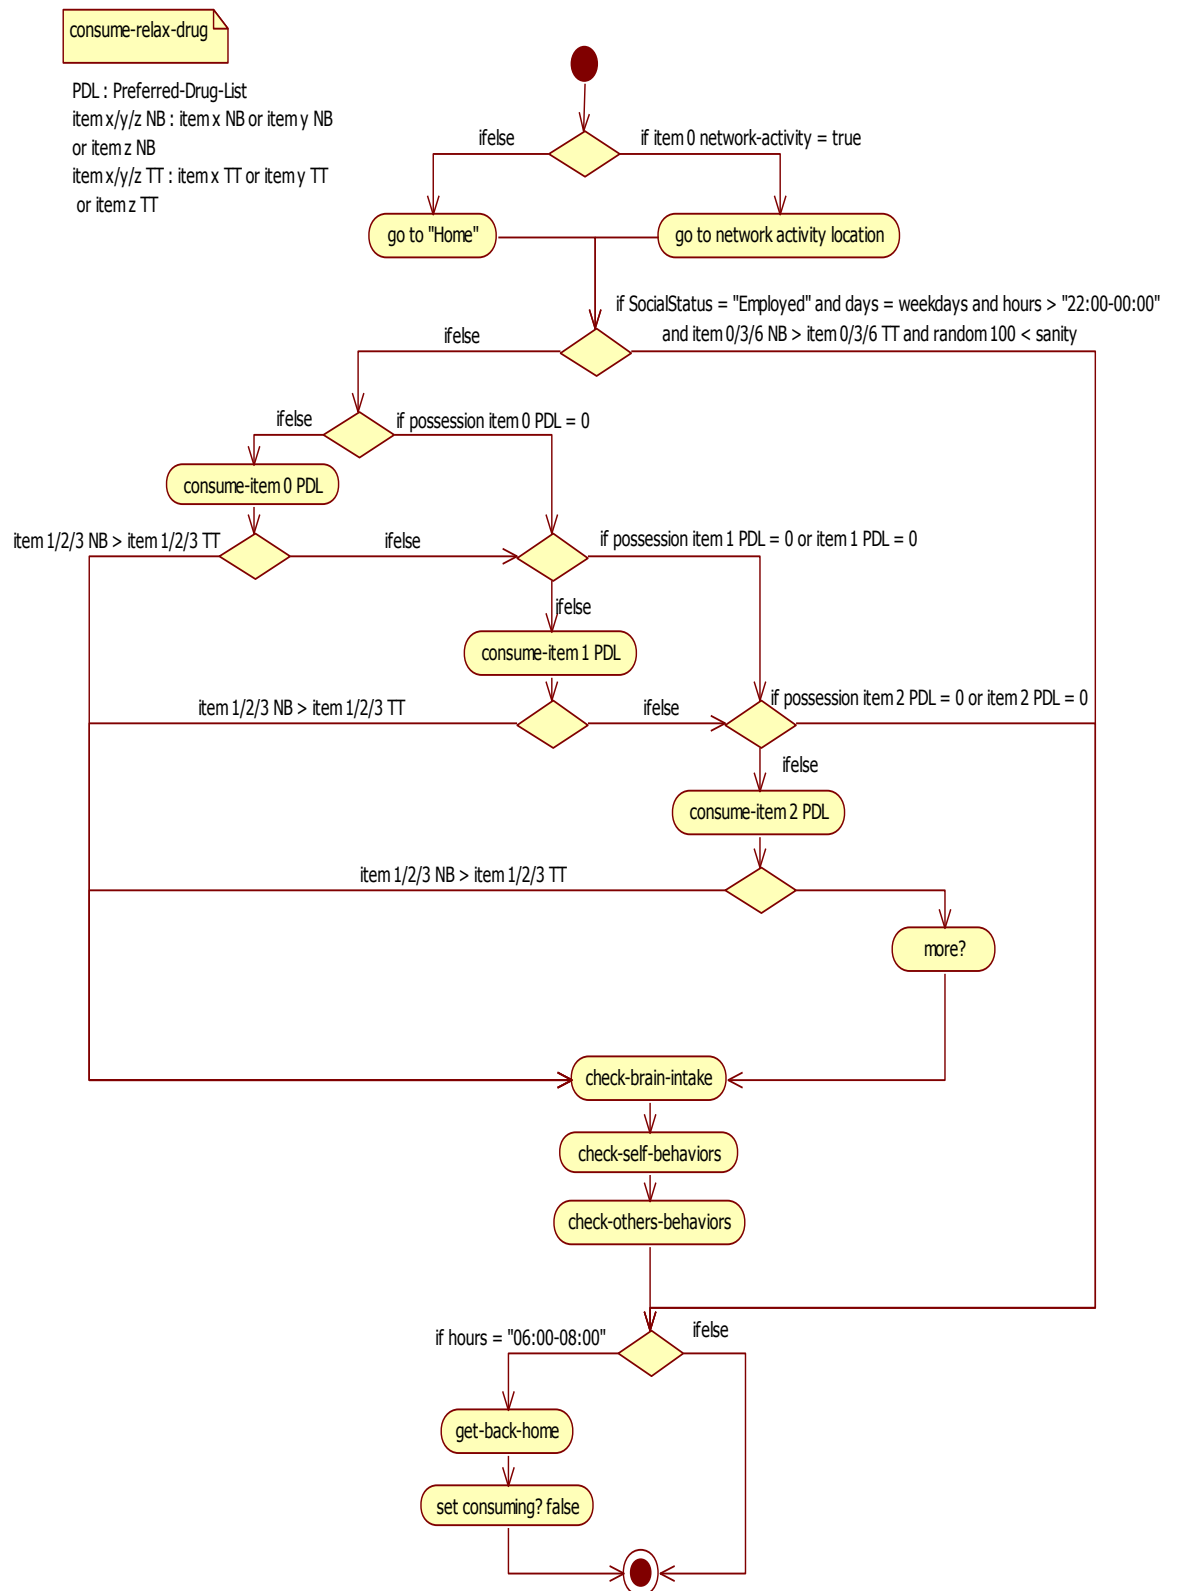 consume-relax-drug
PDL : Preferred-Drug-List
item x/y/z NB : item x NB or item y NB
or item z NB
item x/y/z TT : item x TT or item y TT
or item z TT
ifelse
if item 0 network-activity = true
go to "Home"
go to network activity location
if SocialStatus = "Employed" and days = weekdays and hours > "22:00-00:00"
and item 0/3/6 NB > item 0/3/6 TT and random 100 < sanity
ifelse
ifelse
if possession item 0 PDL = 0
consume-item 0 PDL
item 1/2/3 NB > item 1/2/3 TT
ifelse
if possession item 1 PDL = 0 or item 1 PDL = 0
ifelse
consume-item 1 PDL
item 1/2/3 NB > item 1/2/3 TT
ifelse
if possession item 2 PDL = 0 or item 2 PDL = 0
ifelse
consume-item 2 PDL
item 1/2/3 NB > item 1/2/3 TT
more?
check-brain-intake
check-self-behaviors
check-others-behaviors
if hours = "06:00-08:00"
ifelse
get-back-home
set consuming? false